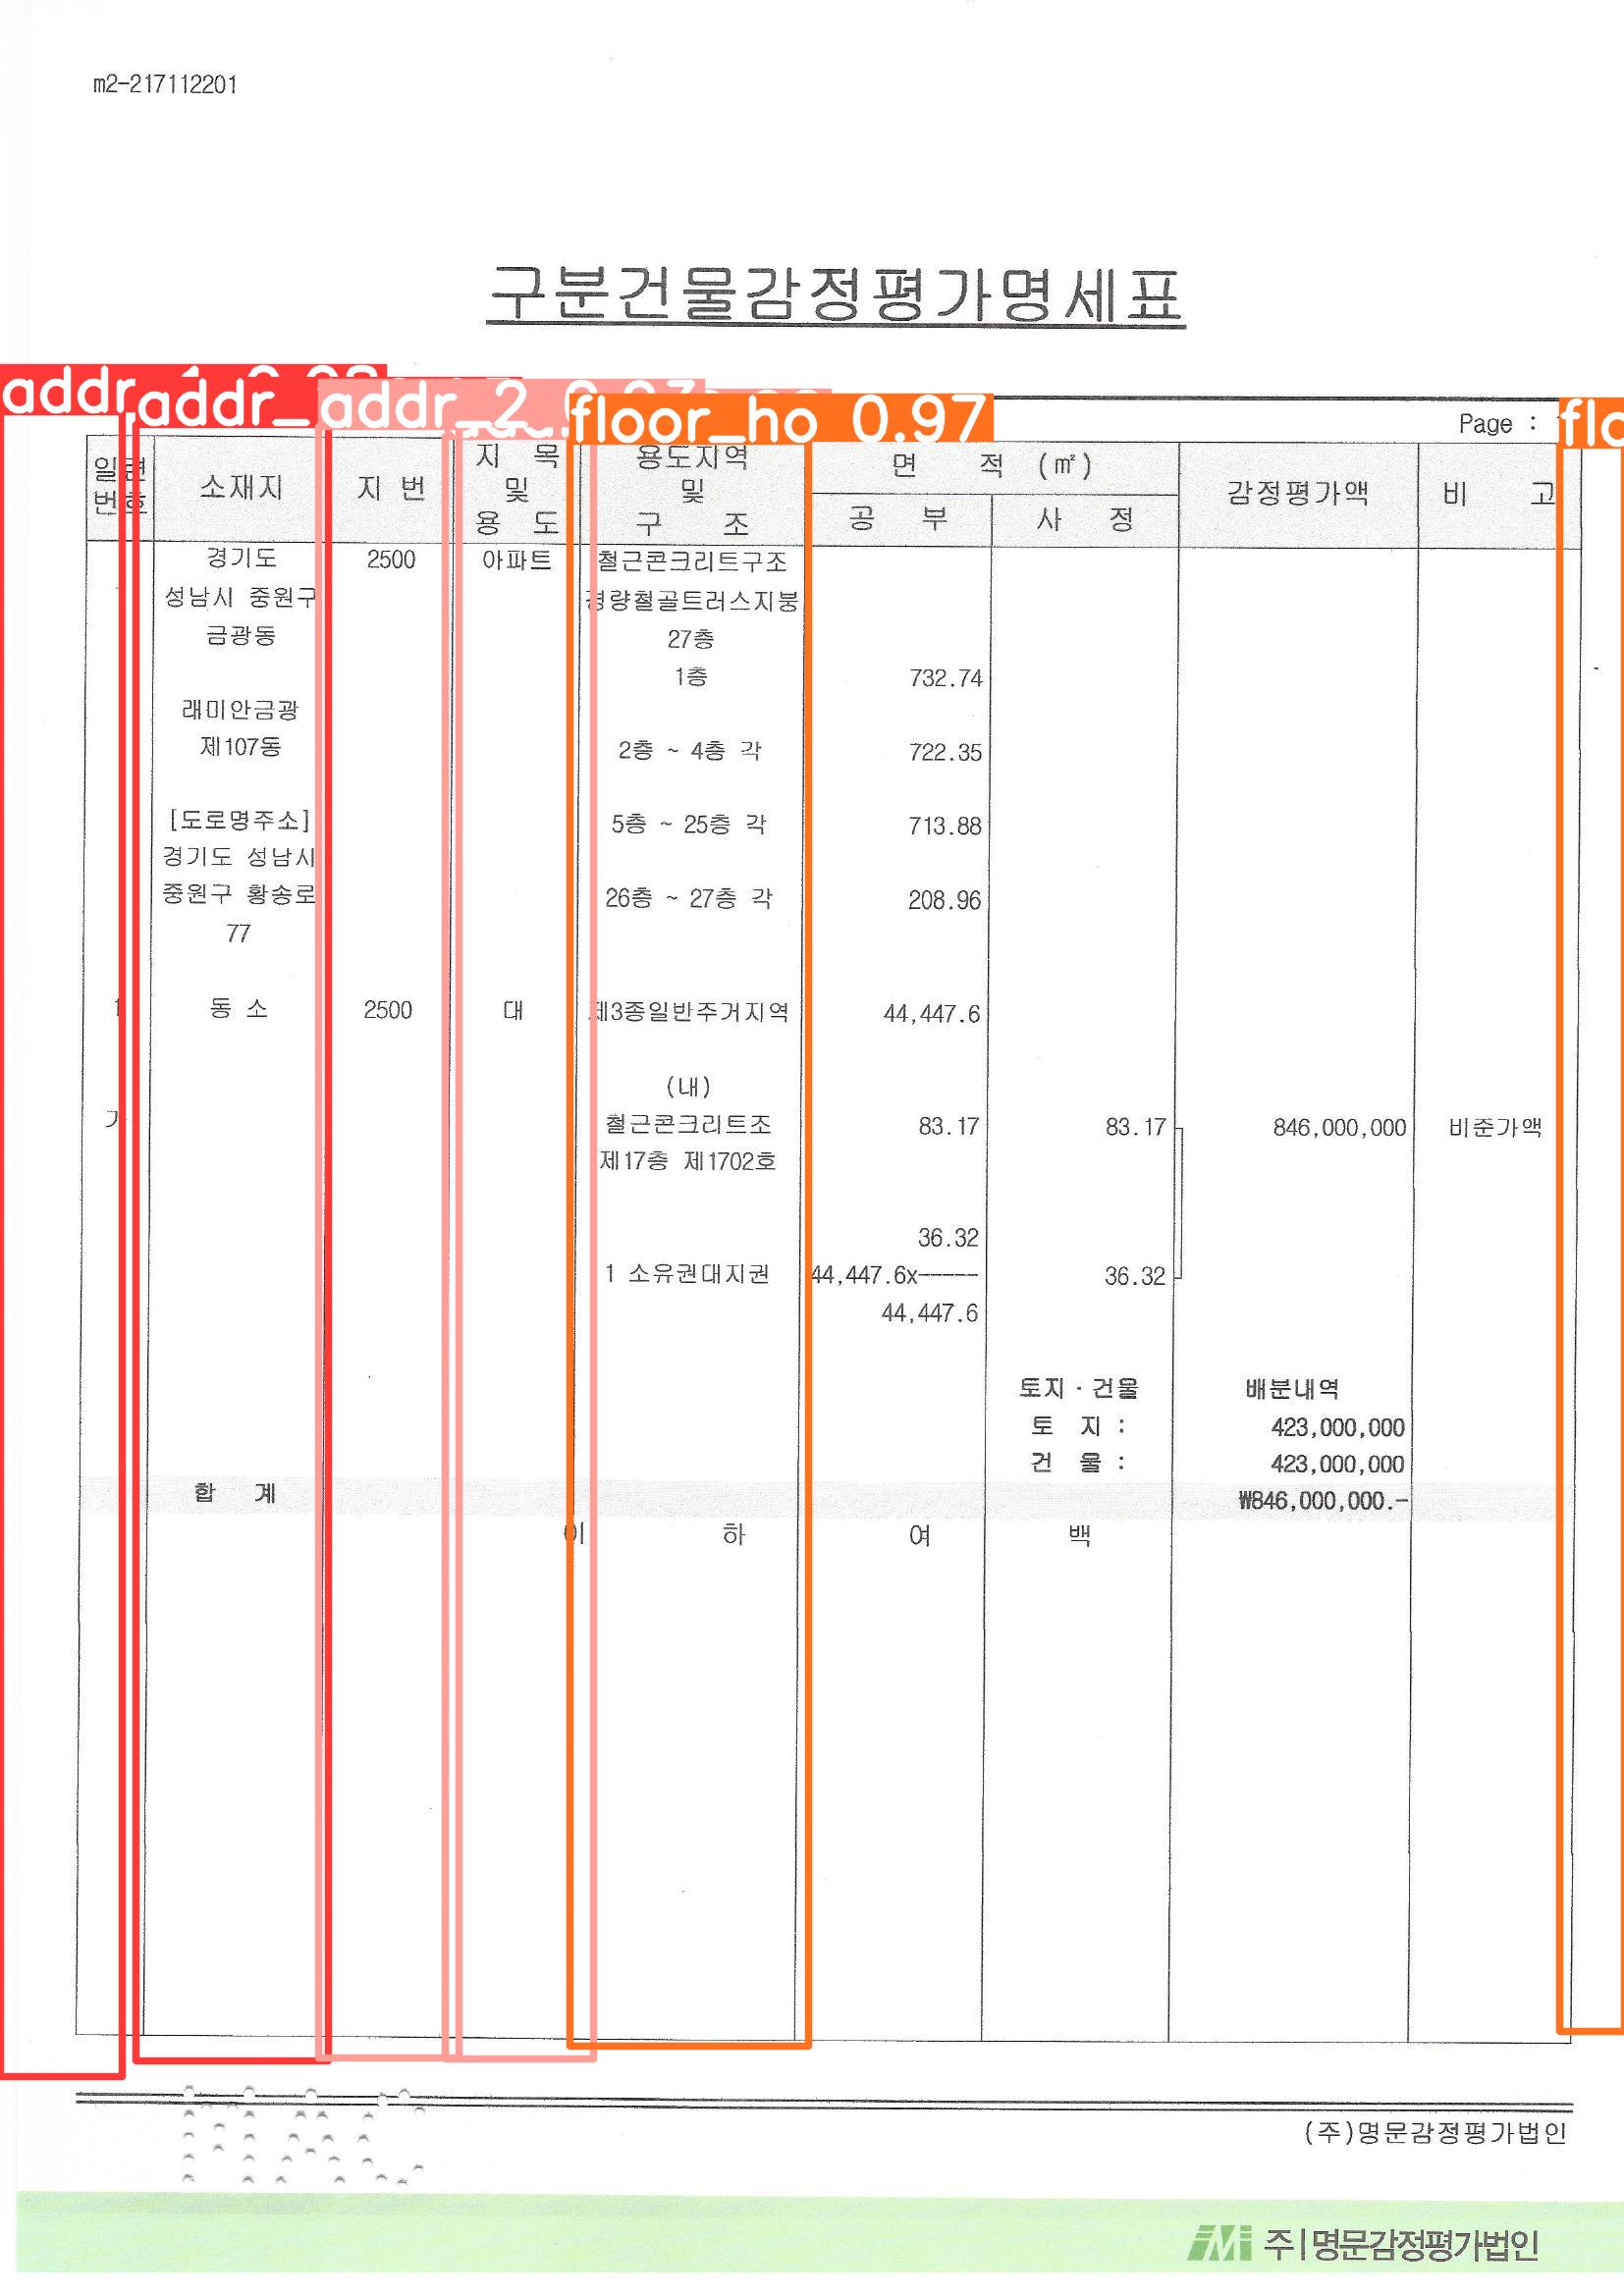 m2-217112201
구분건물감정평가명세표
addr_
addr_
addr_2
floor_ho 0.97
flo
Page :
일련번호 소재지 지 번 지 목 및 용 도 용도지역 및 구 조 면 적 (㎡) 감정평가액 비 고
공 부 사 정
경기도 2500 아파트 철근콘크리트구조
성남시 중원구 경량철골트러스지붕
금광동 27층
1층 732.74
래미안금광
제107동 2층 ~ 4층 각 722.35
[도로명주소] 5층 ~ 25층 각 713.88
경기도 성남시
중원구 황송로 26층 ~ 27층 각 208.96
77
1 동 소 2500 대 제3종일반주거지역 44,447.6
(내)
가 철근콘크리트조 83.17 83.17 846,000,000 비준가액
제17층 제1702호
36.32
1 소유권대지권 44,447.6x----- 36.32
44,447.6
토지·건물 배분내역
토 지 : 423,000,000
건 물 : 423,000,000
합 계 ₩846,000,000.-
이 하 여 백
(주)명문감정평가법인
주|명문감정평가법인